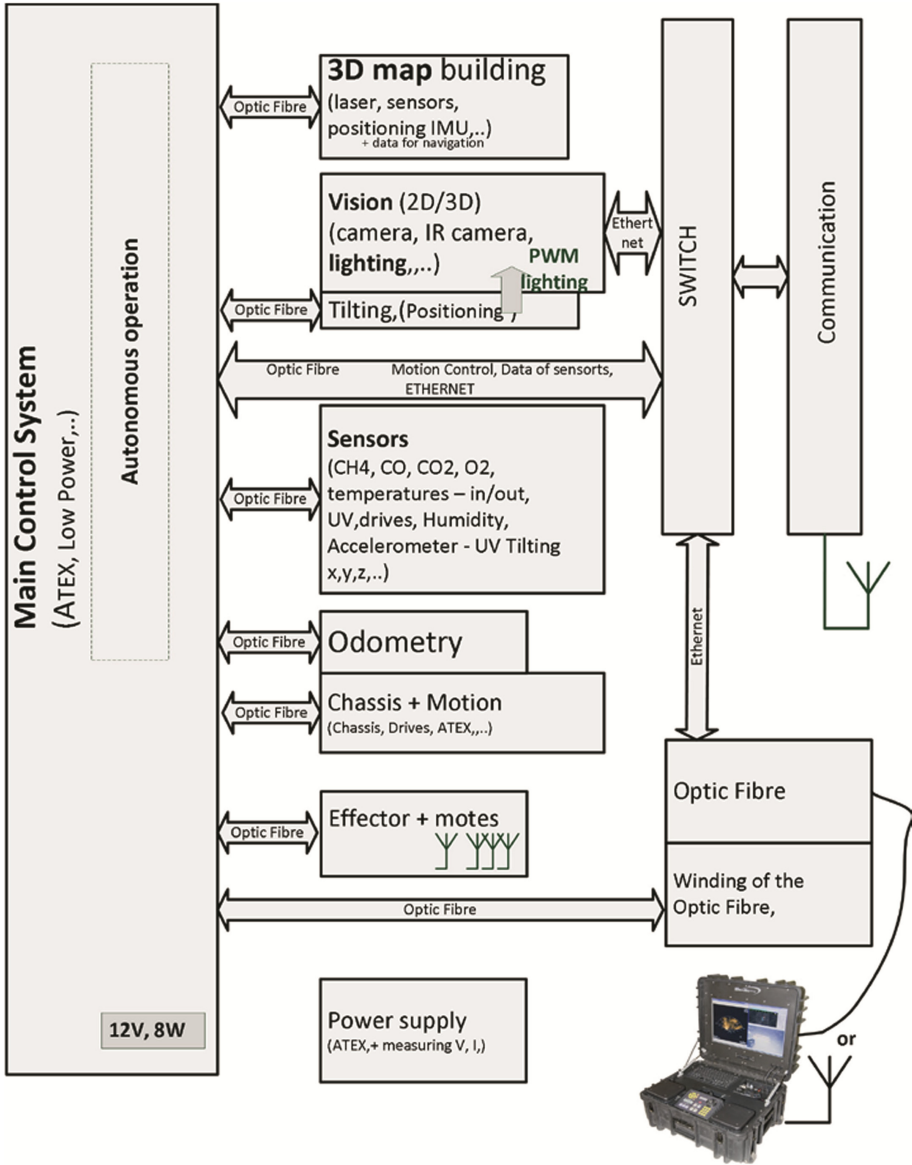 Main Control System
(ATEX, Low Power,..)
Autonomous operation
12V, 8W
Optic Fibre
3D map building
(laser, sensors,
positioning IMU,..)
+ data for navigation
Vision (2D/3D)
(camera, IR camera,
lighting,,..)
PWM
lighting
Ethert
net
Optic Fibre
Tilting,(Positioning )
Optic Fibre
Motion Control, Data of sensorts,
ETHERNET
Optic Fibre
Sensors
(CH4, CO, CO2, O2,
temperatures – in/out,
UV,drives, Humidity,
Accelerometer - UV Tilting
x,y,z,..)
Optic Fibre
Odometry
Optic Fibre
Chassis + Motion
(Chassis, Drives, ATEX,,..)
Optic Fibre
Effector + motes
Optic Fibre
Power supply
(ATEX,+ measuring V, I,)
SWITCH
Communication
Ethernet
Optic Fibre
Winding of the
Optic Fibre,
or